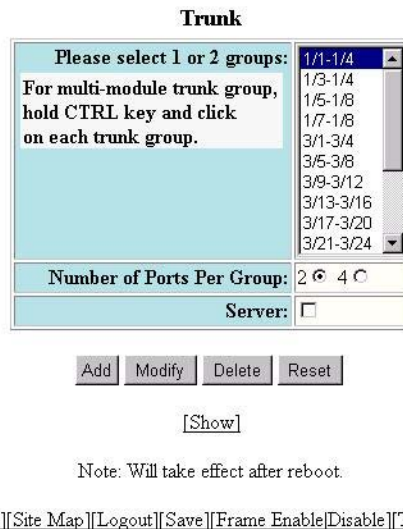 Trunk
Please select 1 or 2 groups:
For multi-module trunk group,
hold CTRL key and click
on each trunk group.
1/1-1/4
1/3-1/4
1/5-1/8
1/7-1/8
3/1-3/4
3/5-3/8
3/9-3/12
3/13-3/16
3/17-3/20
3/21-3/24
Number of Ports Per Group: 2 4
Server:
Add Modify Delete Reset
[Show]
Note: Will take effect after reboot.
][Site Map][Logout][Save][Frame Enable|Disable][